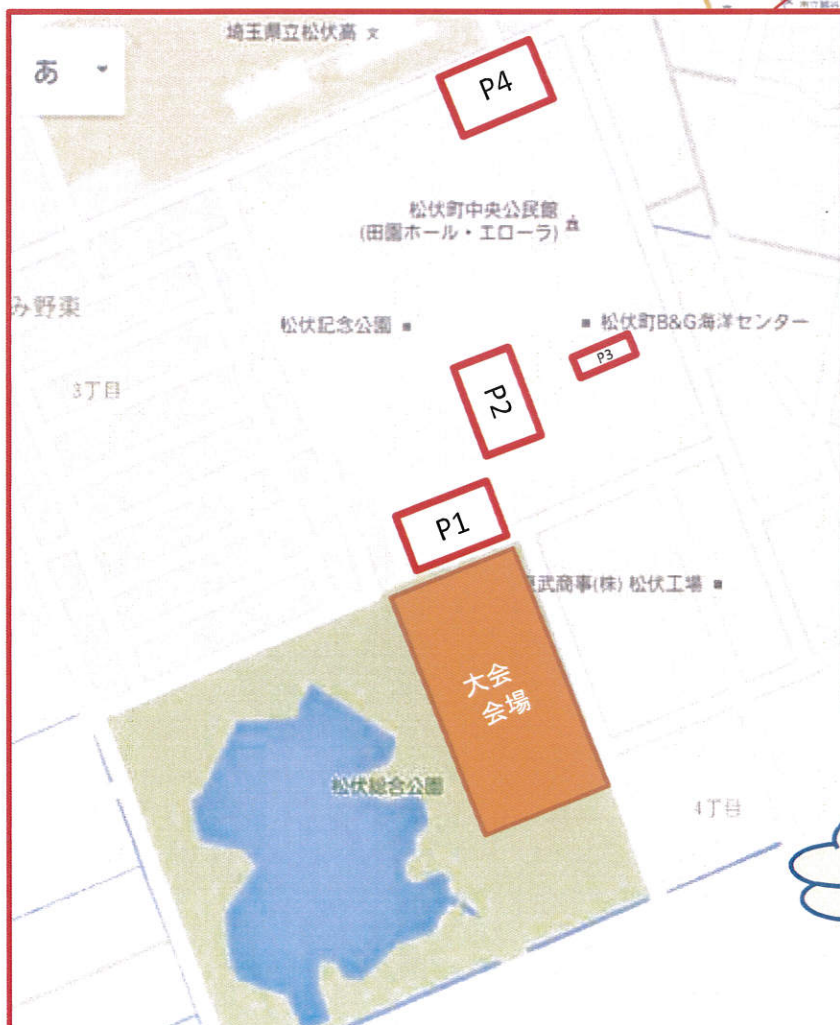 埼玉県立松伏高 文
あ
P4
松伏町中央公民館
(田園ホール・エローラ)
み野東
松伏記念公園
松伏町B&G海洋センター
P3
3丁目
P2
P1
東武商事(株) 松伏工場
大会
会場
松伏総合公園
4丁目